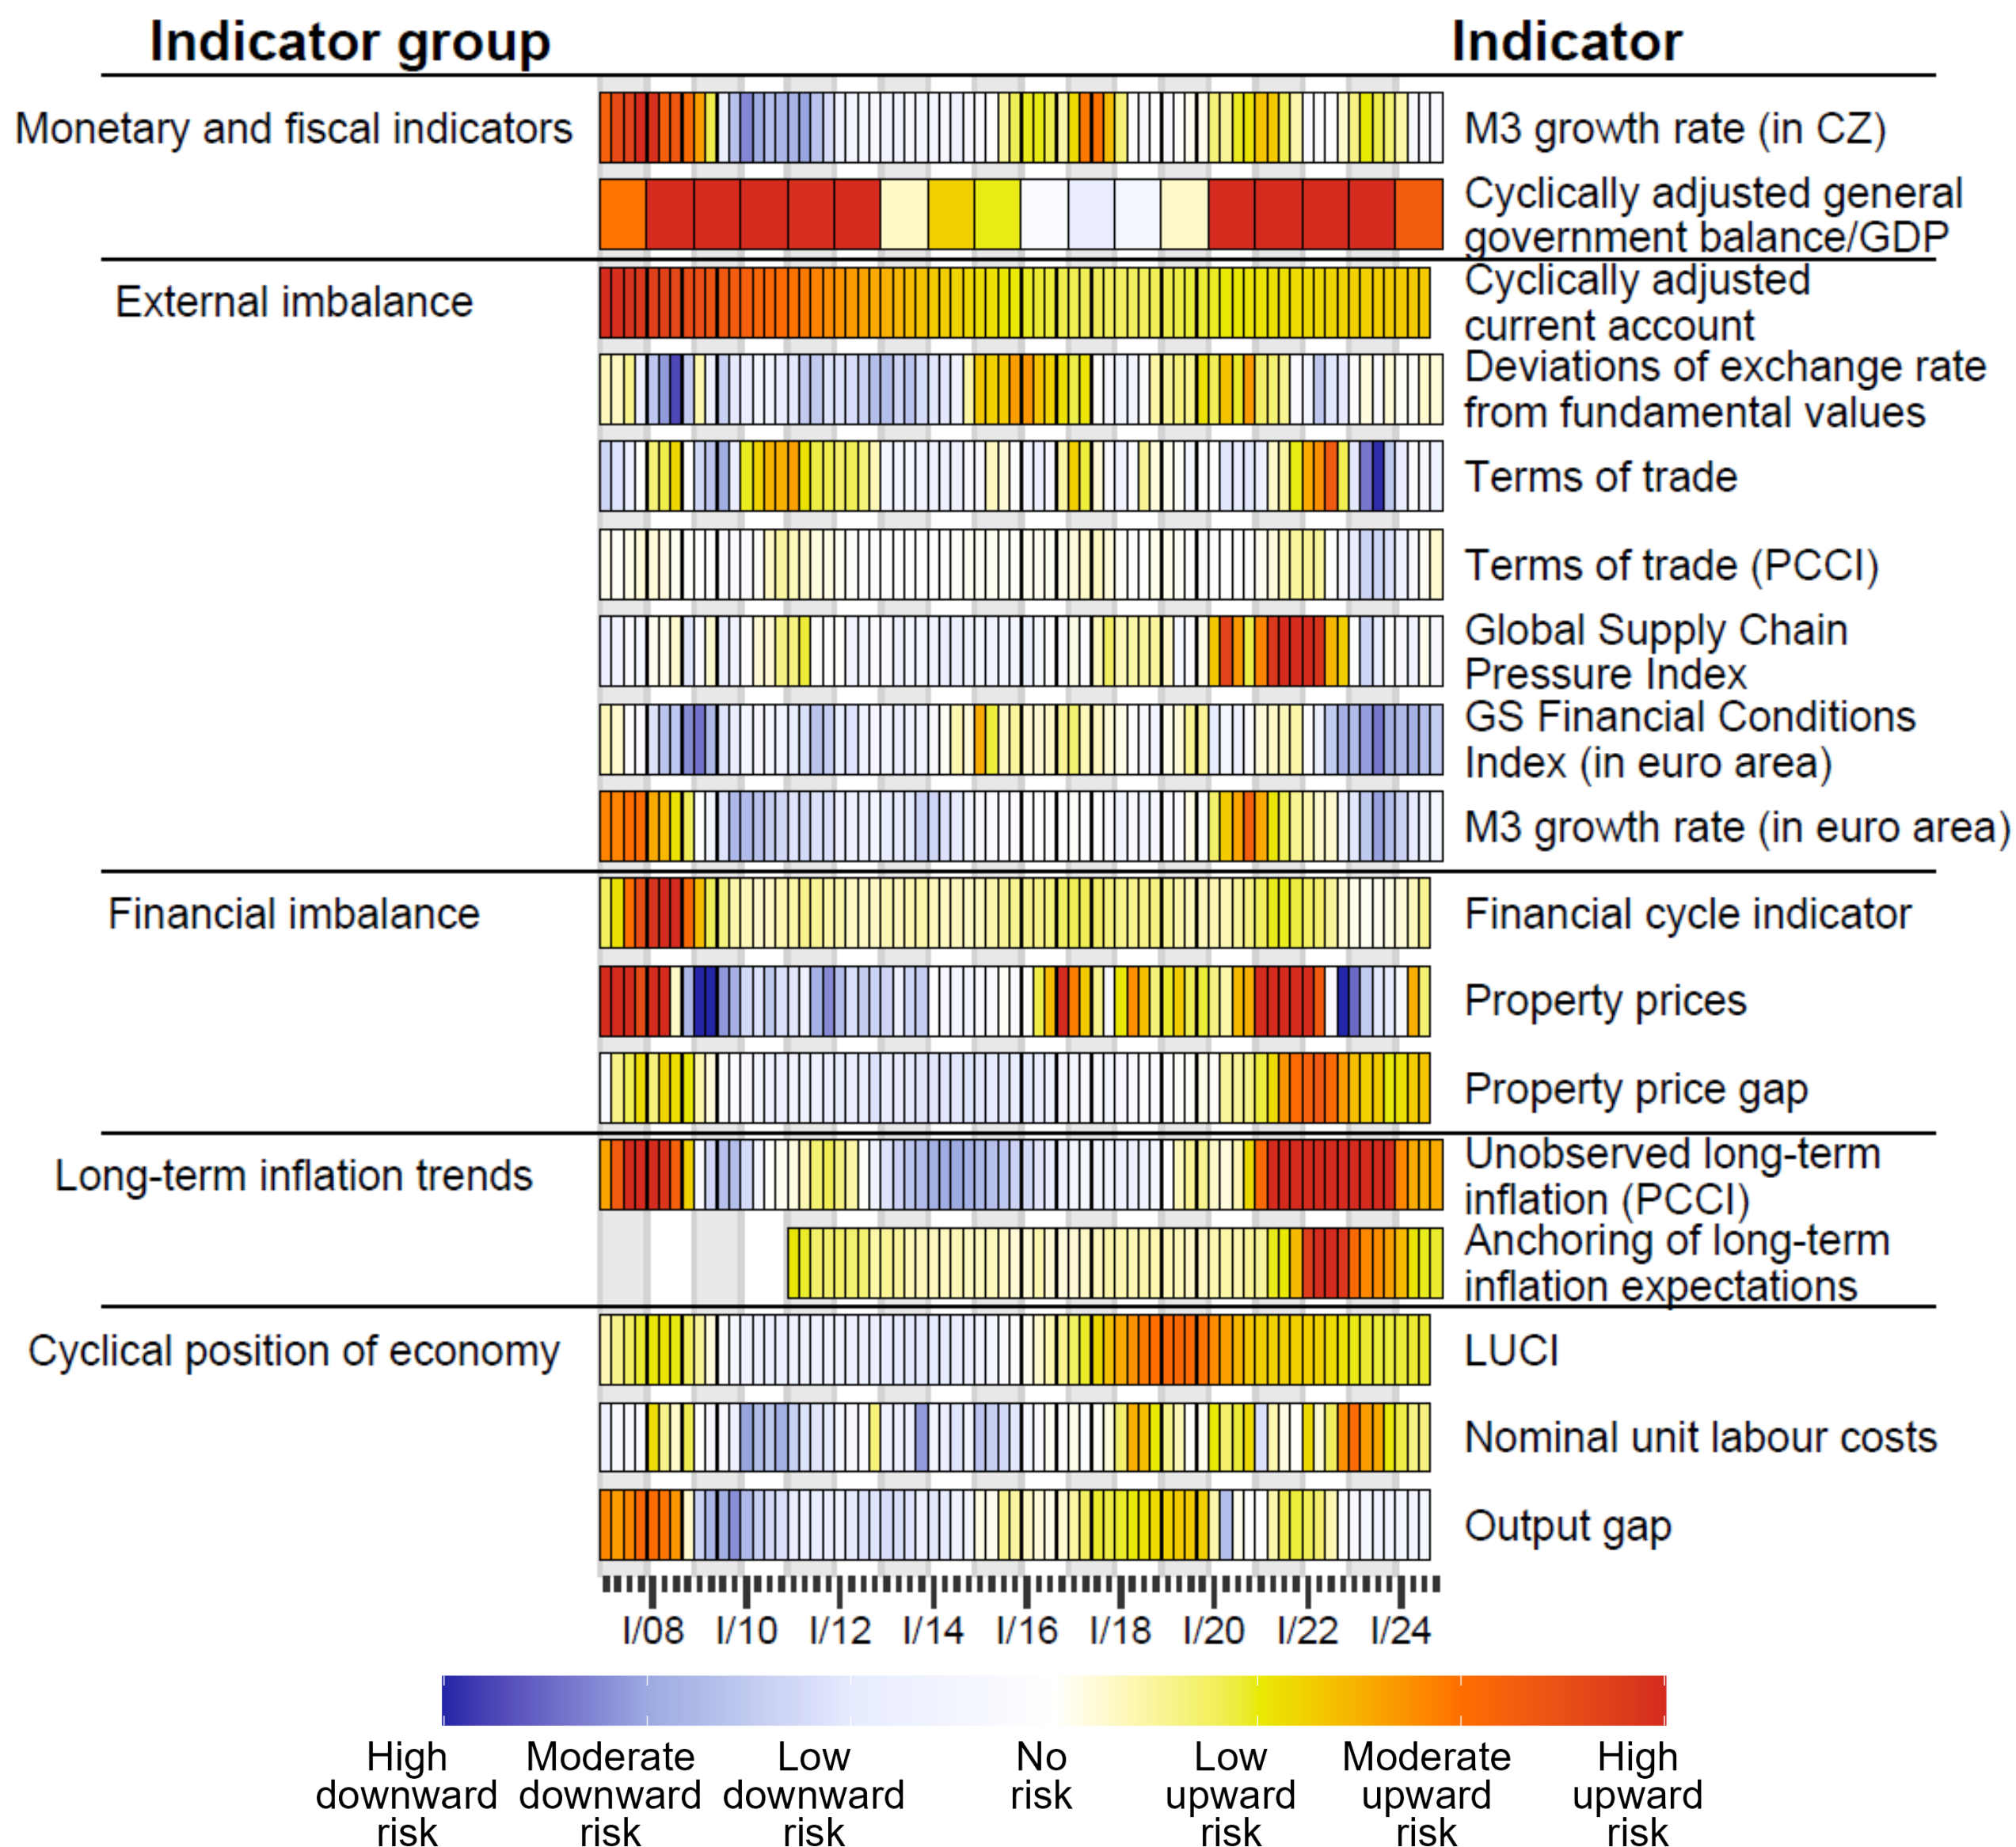 Indicator group
Indicator
Monetary and fiscal indicators
M3 growth rate (in CZ)
Cyclically adjusted general
government balance/GDP
External imbalance
Cyclically adjusted
current account
Deviations of exchange rate
from fundamental values
Terms of trade
Terms of trade (PCCI)
Global Supply Chain
Pressure Index
GS Financial Conditions
Index (in euro area)
M3 growth rate (in euro area)
Financial imbalance
Financial cycle indicator
Property prices
Property price gap
Long-term inflation trends
Unobserved long-term
inflation (PCCI)
Anchoring of long-term
inflation expectations
Cyclical position of economy
LUCI
Nominal unit labour costs
Output gap
I/08 I/10 I/12 I/14 I/16 I/18 I/20 I/22 I/24
High
downward
risk
Moderate
downward
risk
Low
downward
risk
No
risk
Low
upward
risk
Moderate
upward
risk
High
upward
risk